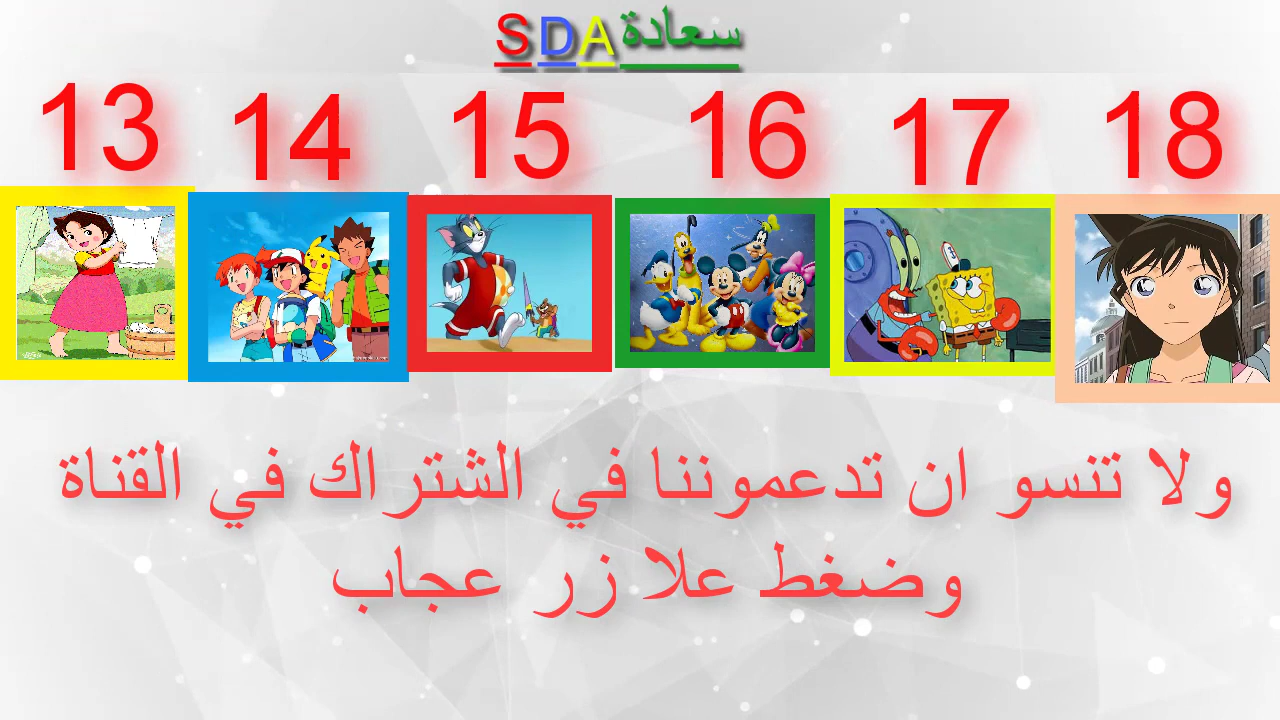 SDA سعادة
13 14 15 16 17 18
ولا تنسو ان تدعموننا في الشتراك في القناة
وضغط علا زر عجاب